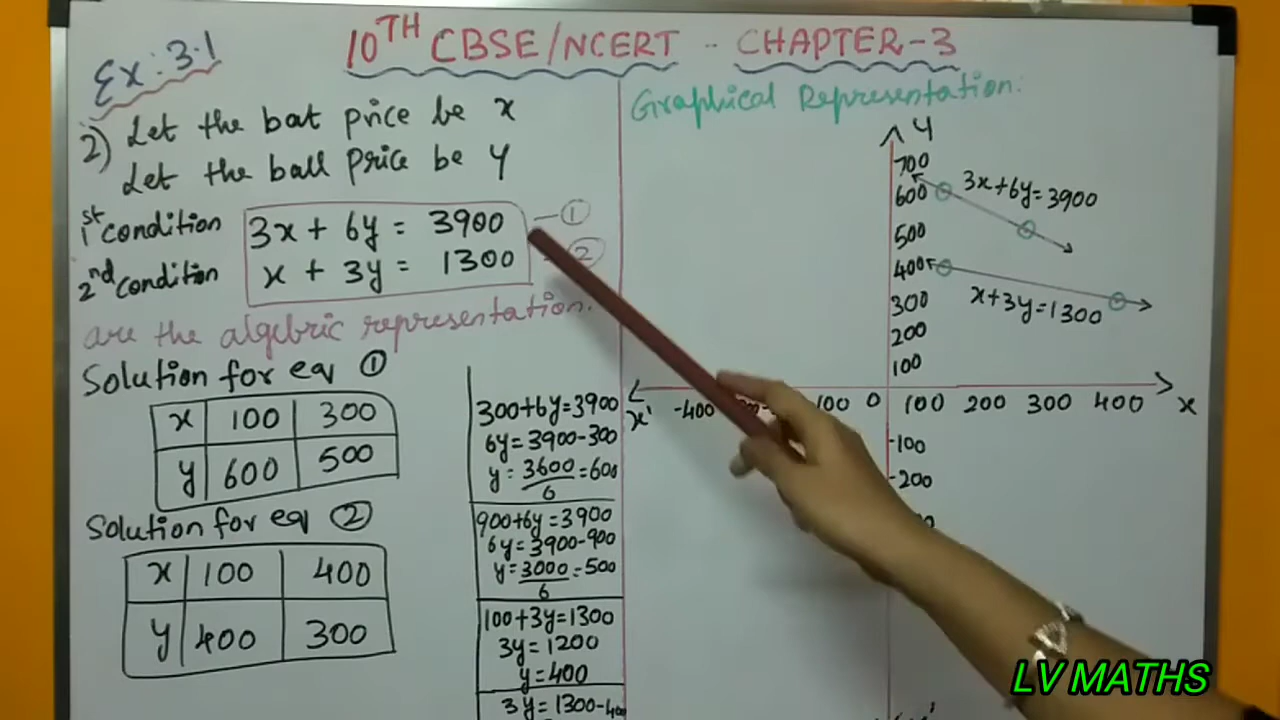 Ex: 3.1
10TH CBSE/NCERT - CHAPTER-3
2) Let the bat price be x
Let the ball price be y
1st condition 3x + 6y = 3900 — 1
2nd condition x + 3y = 1300 2
are the algebric representation.
Solution for eq 1
x 100 300
y 600 500
Solution for eq 2
x 100 400
y 400 300
300+6y=3900
6y=3900-300
y=3600/6=600
900+6y=3900
6y=3900-900
y=3000/6=500
100+3y=1300
3y=1200
y=400
3y=1300-400
Graphical Representation:
Y
700
600
500
400
300
200
100
3x+6y=3900
x+3y=1300
x' -400 100 0 100 200 300 400 x
-100
-200
LV MATHS